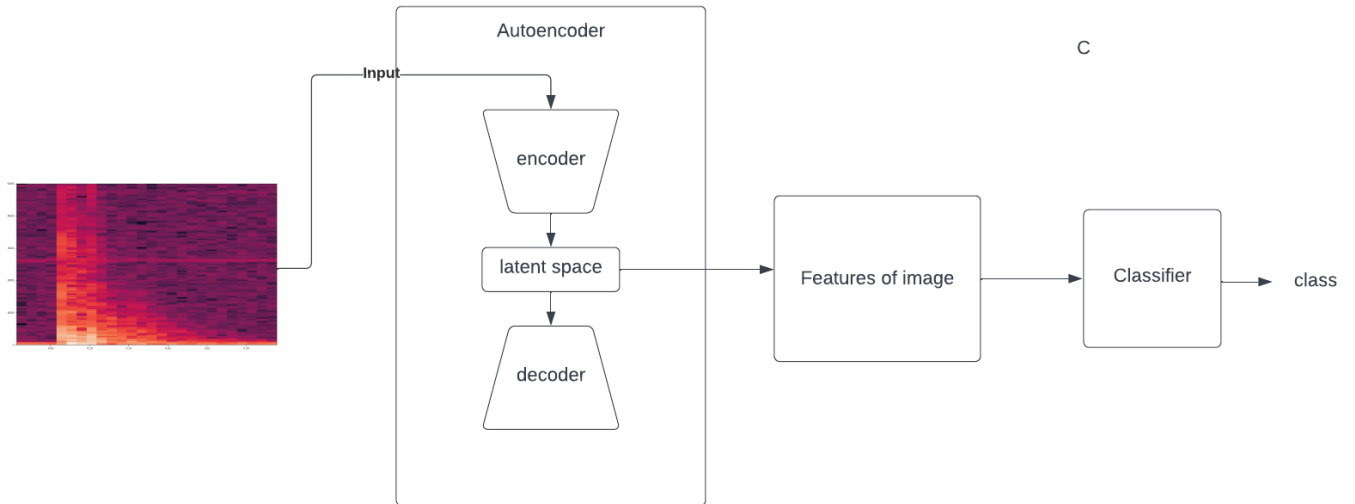 Autoencoder
C
Input
encoder
latent space
Features of image
Classifier
class
decoder